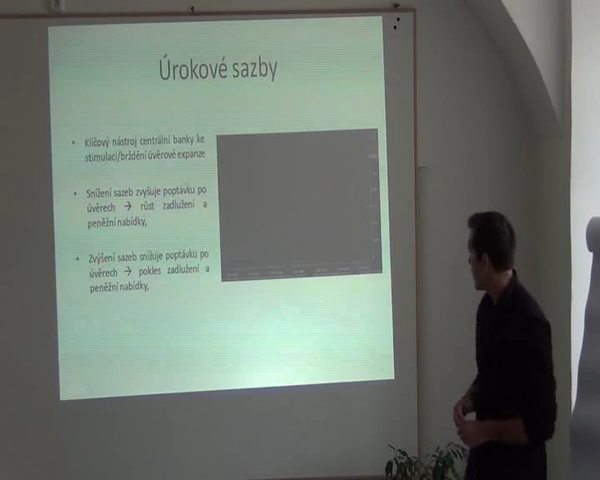 Úrokové sazby
• Klíčový nástroj centrální banky ke
stimulaci/brždění úvěrové expanze
• Snížení sazeb zvyšuje poptávku po
úvěrech → růst zadlužení a
peněžní nabídky,
• Zvýšení sazeb snižuje poptávku po
úvěrech → pokles zadlužení a
peněžní nabídky,